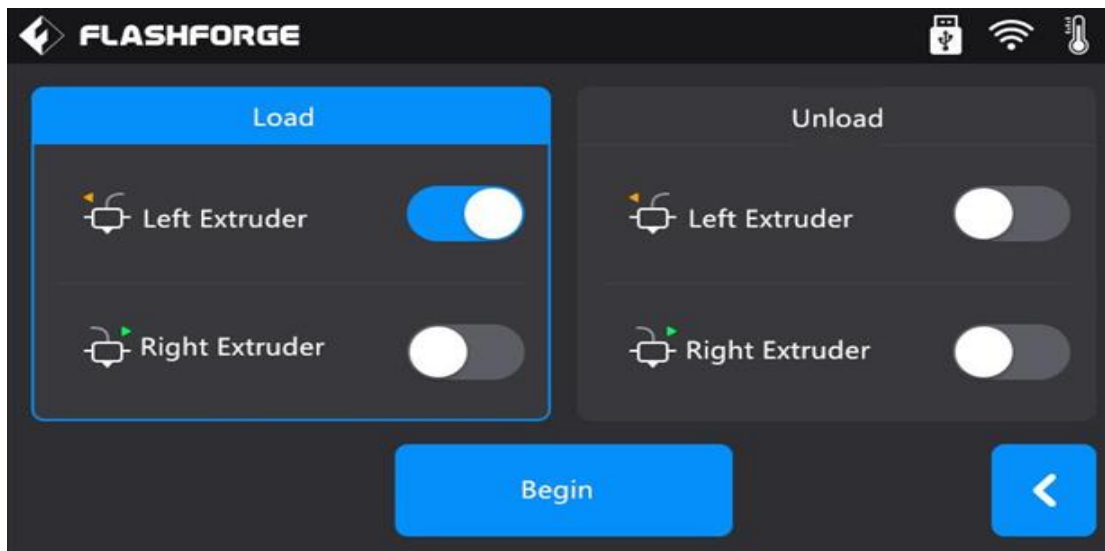 FLASHFORGE
Load
Left Extruder
Right Extruder
Unload
Left Extruder
Right Extruder
Begin